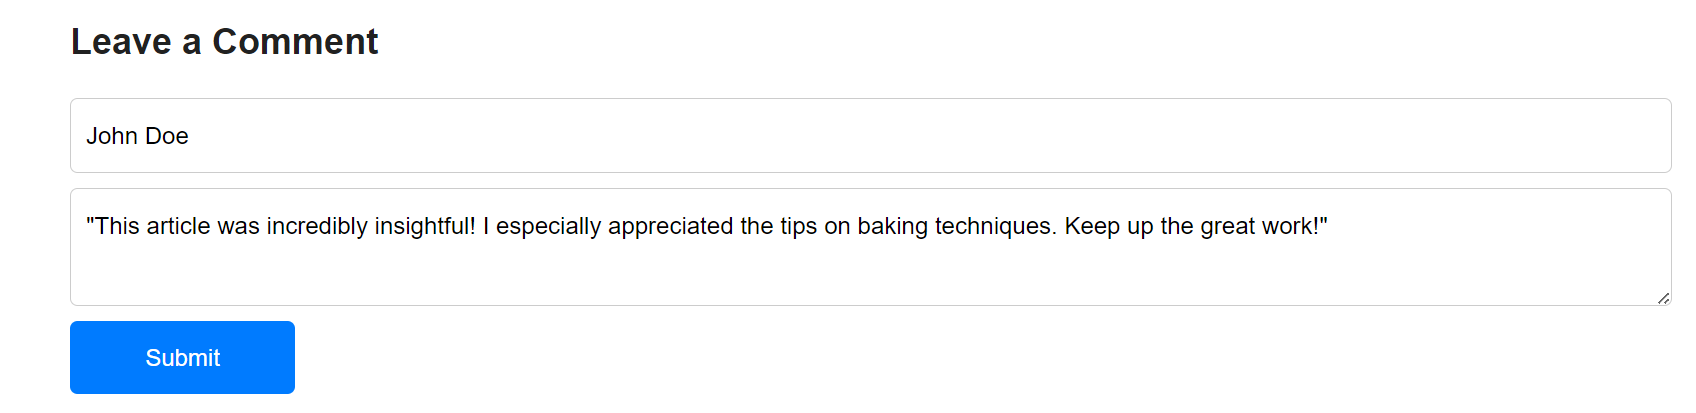 Leave a Comment
John Doe
"This article was incredibly insightful! I especially appreciated the tips on baking techniques. Keep up the great work!"
Submit